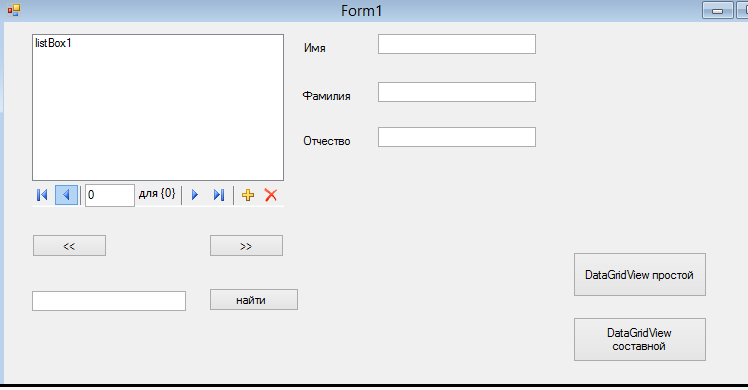 Form1
listBox1
Имя
Фамилия
Отчество
0 для {0}
<< >>
найти
DataGridView простой
DataGridView
составной